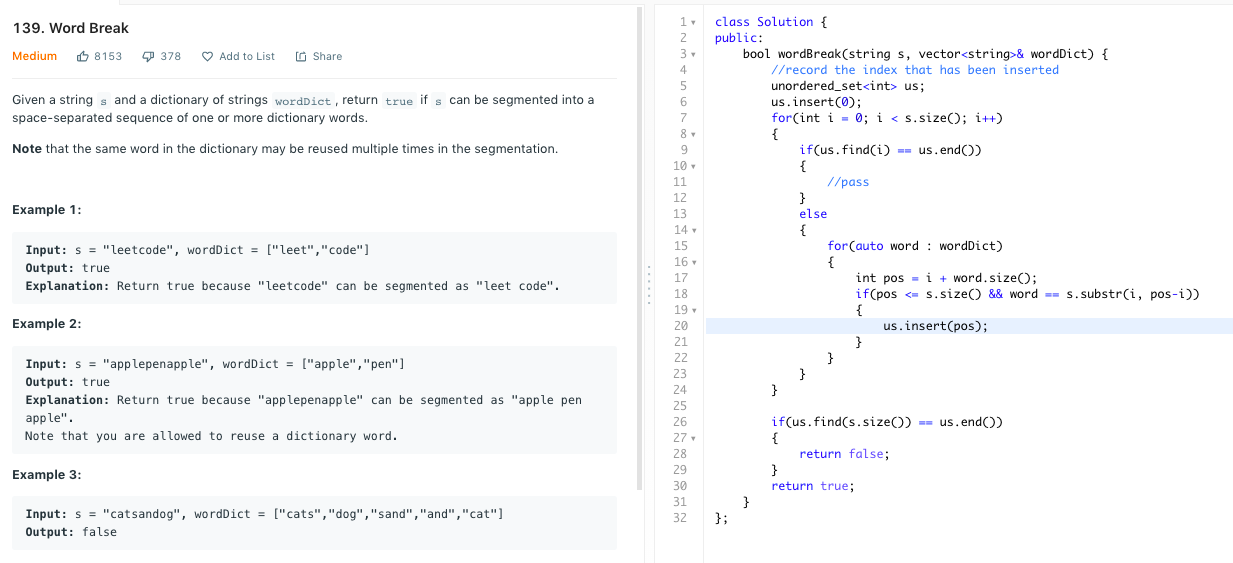 139. Word Break
Medium 8153 378 Add to List Share
Given a string s and a dictionary of strings wordDict, return true if s can be segmented into a
space-separated sequence of one or more dictionary words.
Note that the same word in the dictionary may be reused multiple times in the segmentation.
Example 1:
Input: s = "leetcode", wordDict = ["leet","code"]
Output: true
Explanation: Return true because "leetcode" can be segmented as "leet code".
Example 2:
Input: s = "applepenapple", wordDict = ["apple","pen"]
Output: true
Explanation: Return true because "applepenapple" can be segmented as "apple pen
apple".
Note that you are allowed to reuse a dictionary word.
Example 3:
Input: s = "catsandog", wordDict = ["cats","dog","sand","and","cat"]
Output: false
1 class Solution {
2 public:
3     bool wordBreak(string s, vector<string>& wordDict) {
4         //record the index that has been inserted
5         unordered_set<int> us;
6         us.insert(0);
7         for(int i = 0; i < s.size(); i++)
8         {
9             if(us.find(i) == us.end())
10             {
11                 //pass
12             }
13             else
14             {
15                 for(auto word : wordDict)
16                 {
17                     int pos = i + word.size();
18                     if(pos <= s.size() && word == s.substr(i, pos-i))
19                     {
20                         us.insert(pos);
21                     }
22                 }
23             }
24         }
25
26         if(us.find(s.size()) == us.end())
27         {
28             return false;
29         }
30         return true;
31     }
32 };